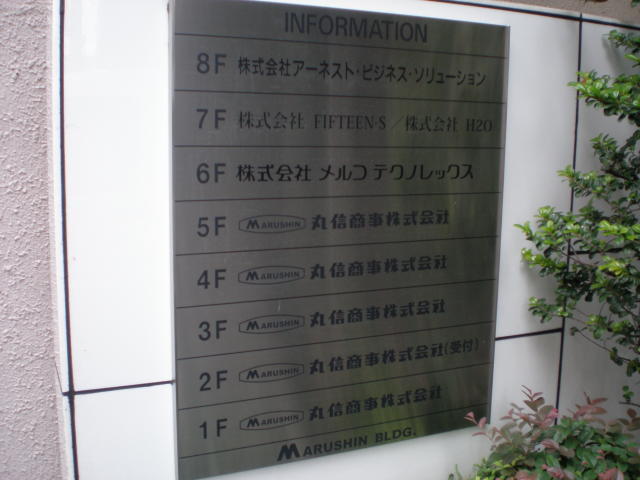 INFORMATION
8F 株式会社アーネスト・ビジネス・ソリューション
7F 株式会社 FIFTEEN・S／株式会社 H2O
6F 株式会社 メルコ テクノレックス
5F MARUSHIN 丸信商事株式会社
4F MARUSHIN 丸信商事株式会社
3F MARUSHIN 丸信商事株式会社
2F MARUSHIN 丸信商事株式会社(受付)
1F MARUSHIN 丸信商事株式会社
MARUSHIN BLDG.